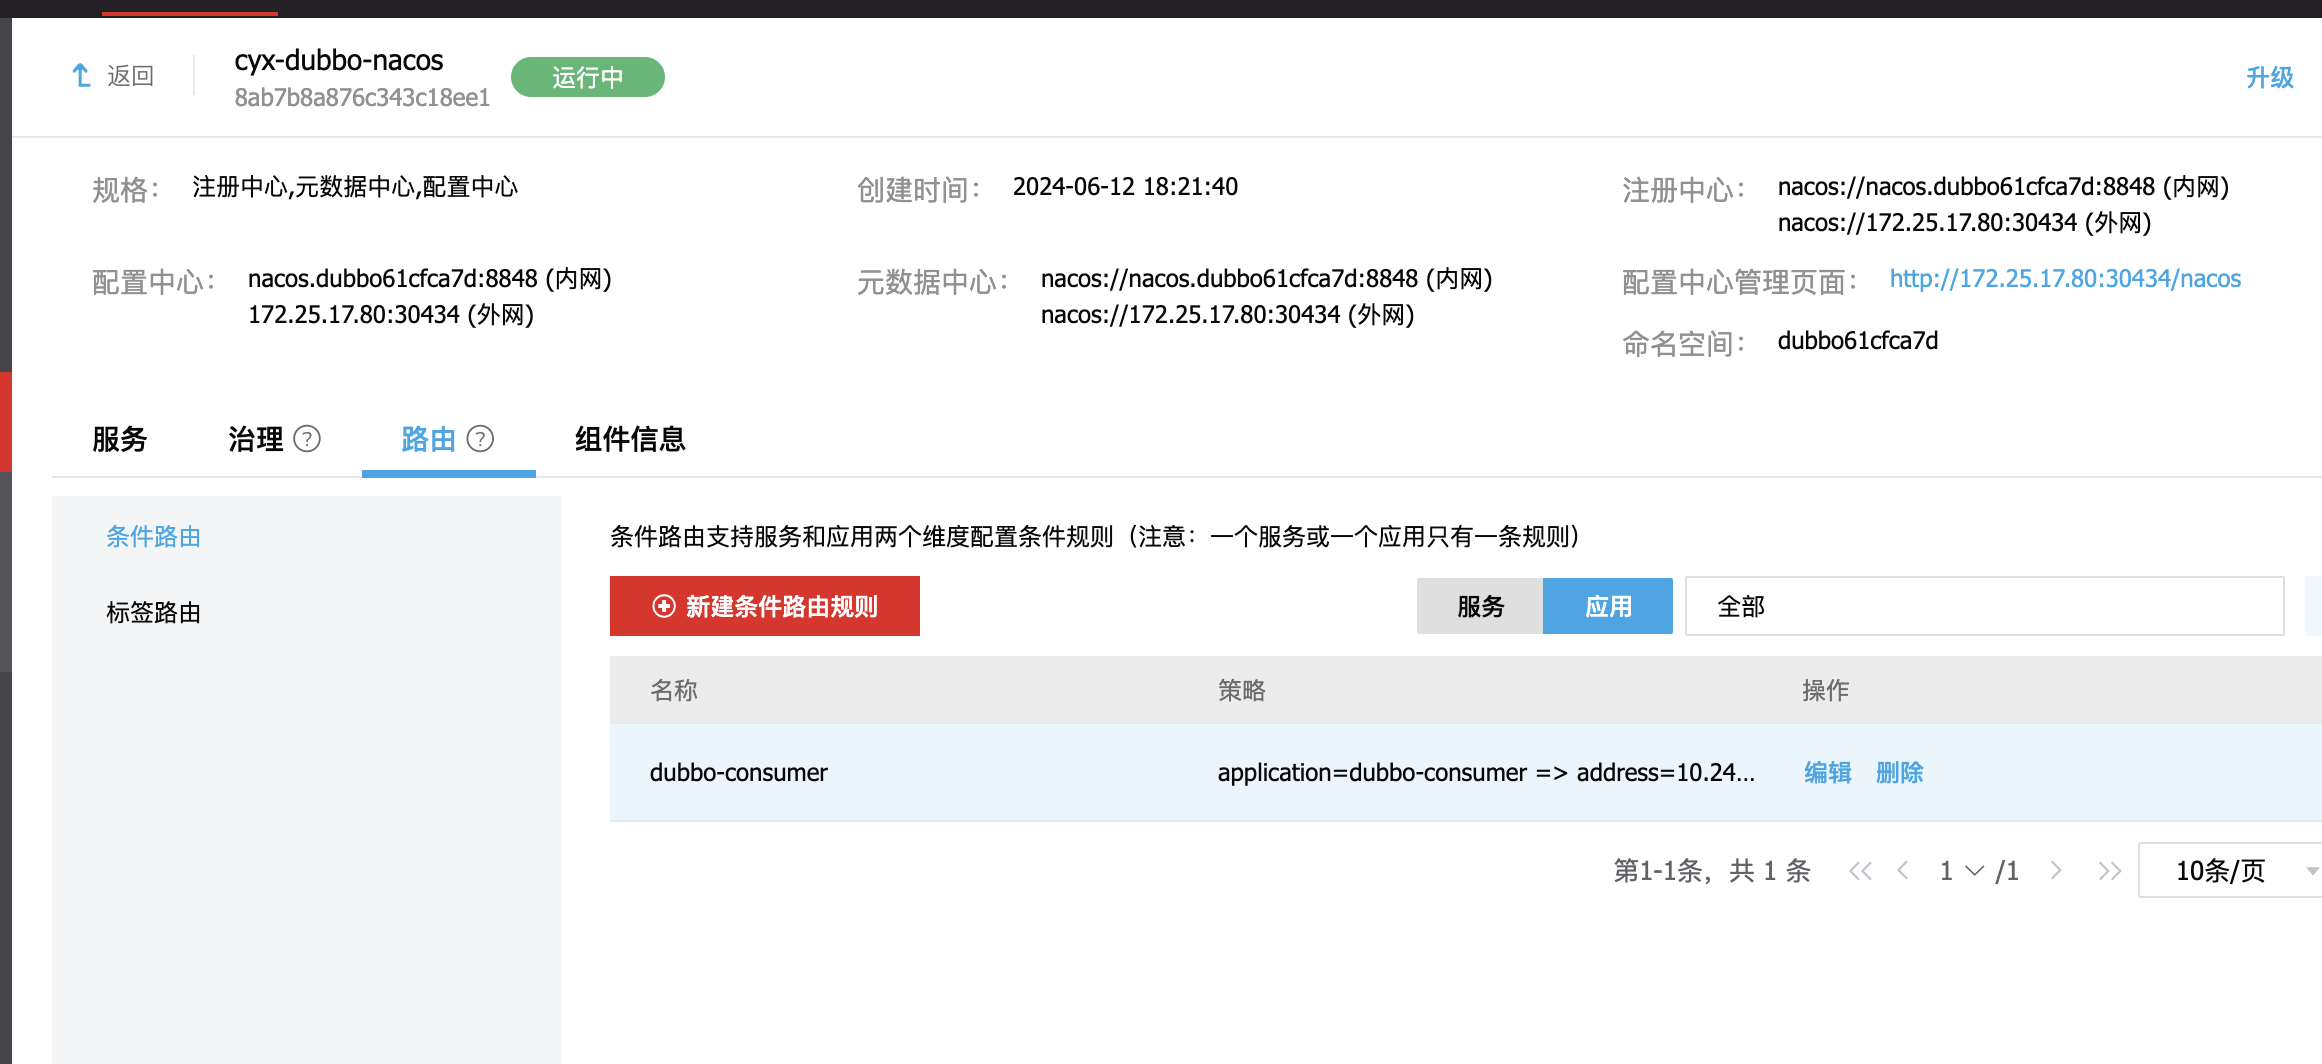 返回
cyx-dubbo-nacos
8ab7b8a876c343c18ee1
运行中
升级
规格： 注册中心,元数据中心,配置中心
创建时间： 2024-06-12 18:21:40
注册中心： nacos://nacos.dubbo61cfca7d:8848 (内网)
nacos://172.25.17.80:30434 (外网)
配置中心： nacos.dubbo61cfca7d:8848 (内网)
172.25.17.80:30434 (外网)
元数据中心： nacos://nacos.dubbo61cfca7d:8848 (内网)
nacos://172.25.17.80:30434 (外网)
配置中心管理页面： http://172.25.17.80:30434/nacos
命名空间： dubbo61cfca7d
服务 治理 ? 路由 ? 组件信息
条件路由
标签路由
条件路由支持服务和应用两个维度配置条件规则（注意：一个服务或一个应用只有一条规则）
新建条件路由规则
服务 应用 全部
名称 策略 操作
dubbo-consumer application=dubbo-consumer => address=10.24... 编辑 删除
第1-1条，共 1 条 1 /1 10条/页